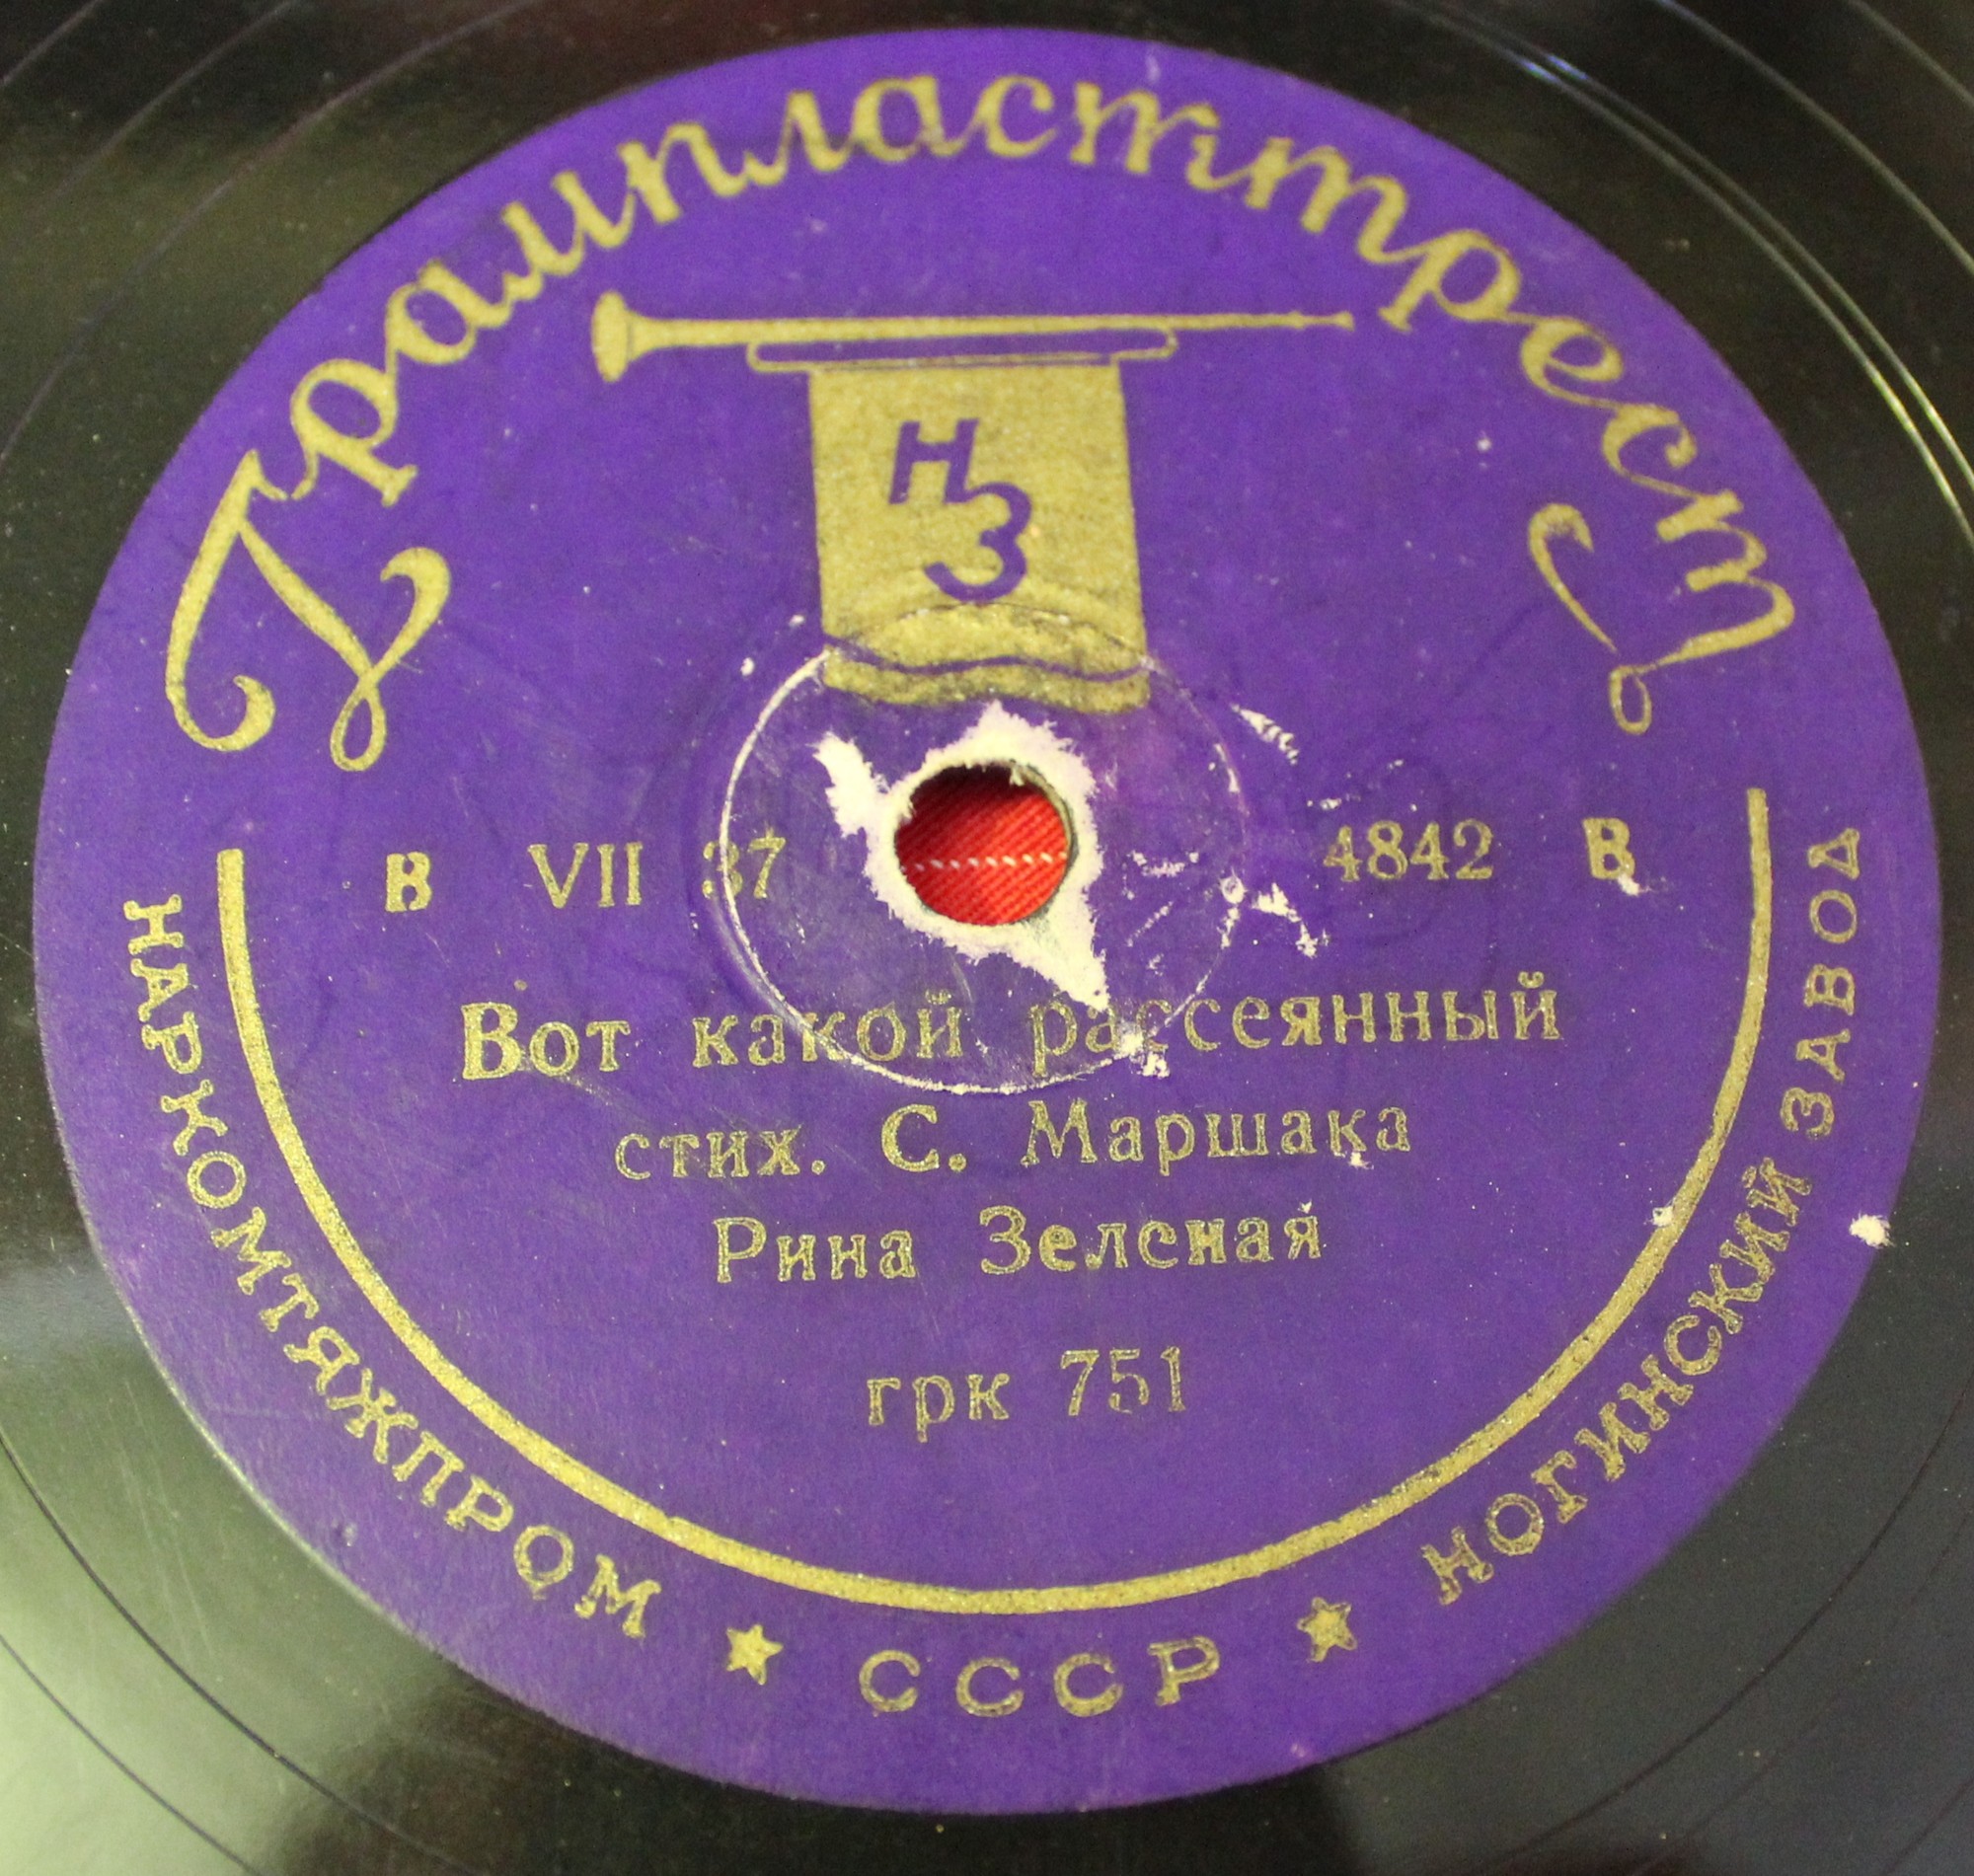 Грампласттрест
НЗ
В VII 37 4842 В
Вот какой рассеянный
стих. С. Маршака
Рина Зеленая
грк 751
НАРКОМТЯЖПРОМ ★ СССР ★ НОГИНСКИЙ ЗАВОД